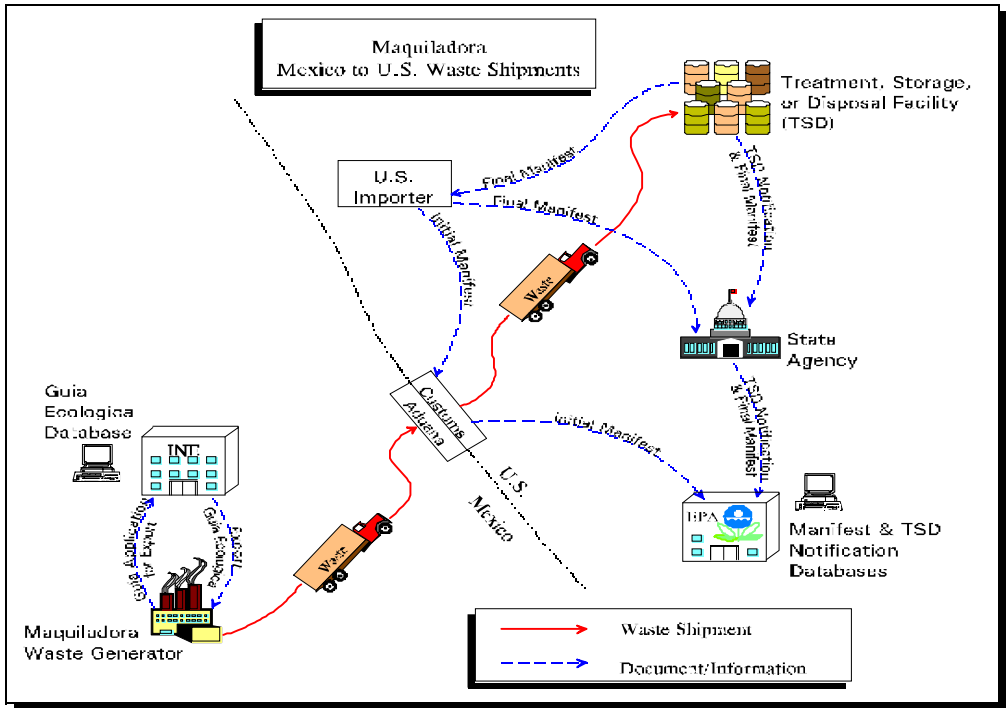 Maquiladora
Mexico to U.S. Waste Shipments
Treatment, Storage,
or Disposal Facility
(TSD)
Final Manifest
U.S.
Importer
Final Manifest
TSD Notification
& Final Manifest
Initial Manifest
Waste
State
Agency
Customs
Aduana
Initial Manifest
TSD Notification
& Final Manifest
Guia
Ecologica
Database
INE
U.S.
Mexico
EPA
Manifest & TSD
Notification
Databases
Guia Application
for Export
Guia Ecologica
Export
Waste
Maquiladora
Waste Generator
Waste Shipment
Document/Information